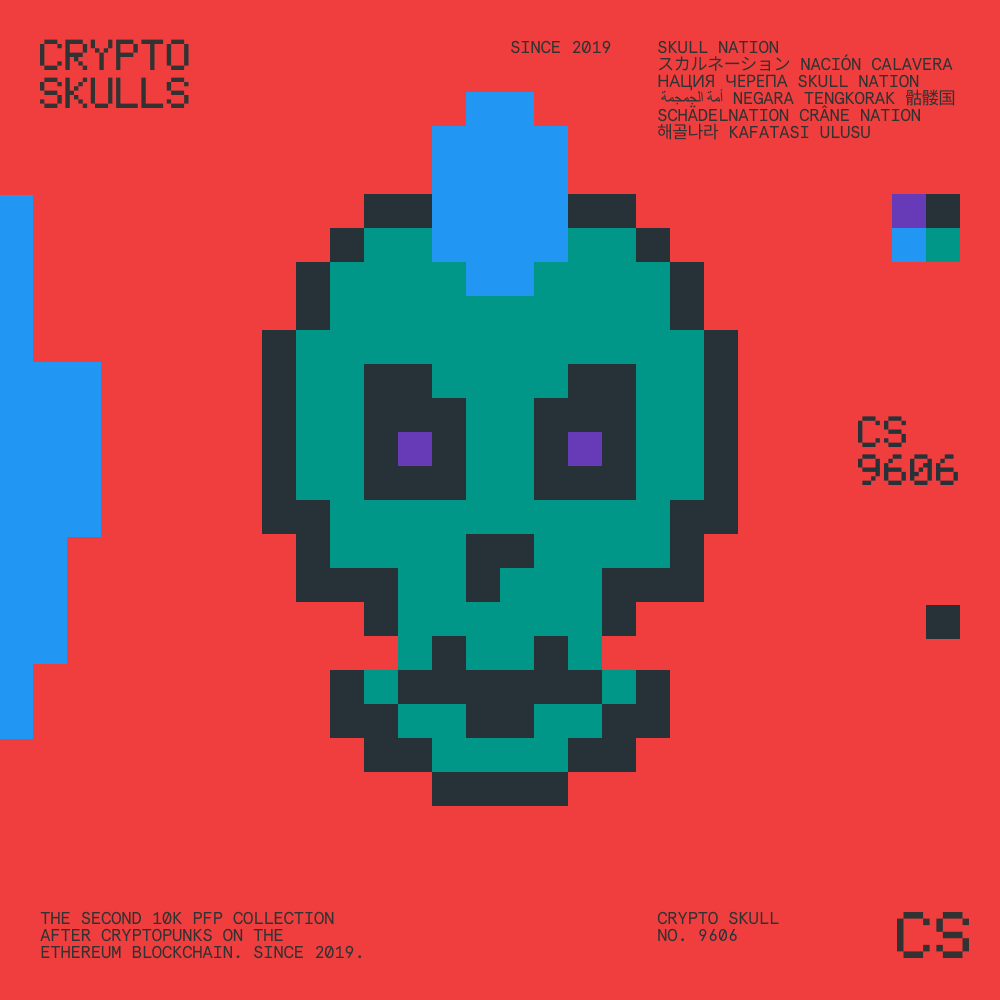 CRYPTO
SKULLS
SINCE 2019
SKULL NATION
スカルネーション NACIÓN CALAVERA
НАЦИЯ ЧЕРЕПА SKULL NATION
أمة الجمجمة NEGARA TENGKORAK 骷髅国
SCHÄDELNATION CRÂNE NATION
해골나라 KAFATASI ULUSU
CS
9606
THE SECOND 10K PFP COLLECTION
AFTER CRYPTOPUNKS ON THE
ETHEREUM BLOCKCHAIN. SINCE 2019.
CRYPTO SKULL
NO. 9606
CS